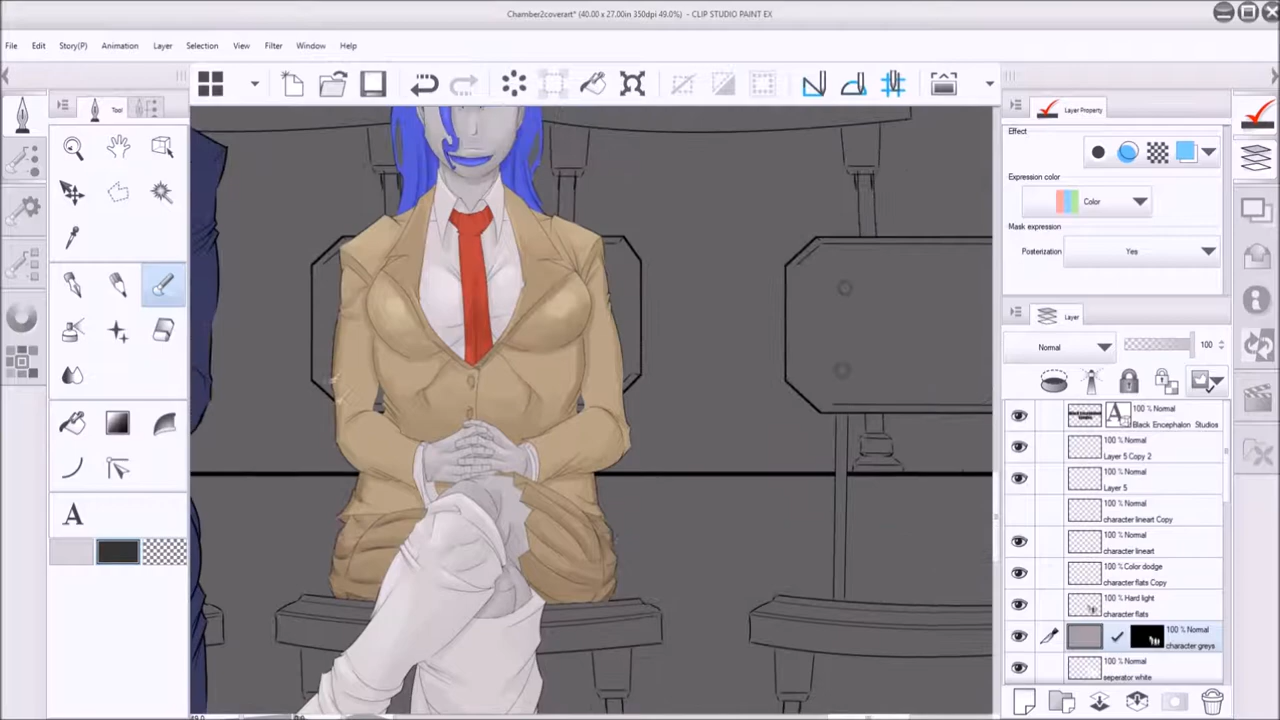 Chamber2coverart* (40.00 x 27.00in 350dpi 49.0%) - CLIP STUDIO PAINT EX
File Edit Story(P) Animation Layer Selection View Filter Window Help
Tool
Layer Property
Effect
Expression color
Color
Mask expression
Posterization Yes
Layer
Normal 100
100 % Normal
Black Encephalon Studios
100 % Normal
Layer 5 Copy 2
100 % Normal
Layer 5
100 % Normal
character lineart Copy
100 % Normal
character lineart
100 % Color dodge
character flats Copy
100 % Hard light
character flats
100 % Normal
character greys
100 % Normal
seperator white
A
49.0